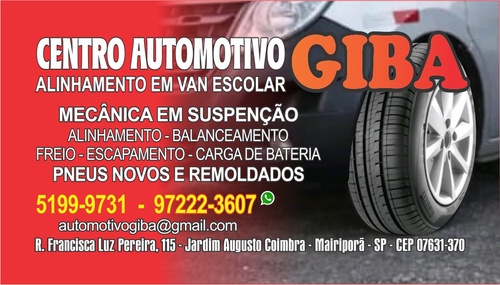 CENTRO AUTOMOTIVO GIBA
ALINHAMENTO EM VAN ESCOLAR
MECÂNICA EM SUSPENÇÃO
ALINHAMENTO - BALANCEAMENTO
FREIO - ESCAPAMENTO - CARGA DE BATERIA
PNEUS NOVOS E REMOLDADOS
5199-9731 - 97222-3607
automotivogiba@gmail.com
R. Francisca Luz Pereira, 115 - Jardim Augusto Coimbra - Mairiporã - SP - CEP 07631-370